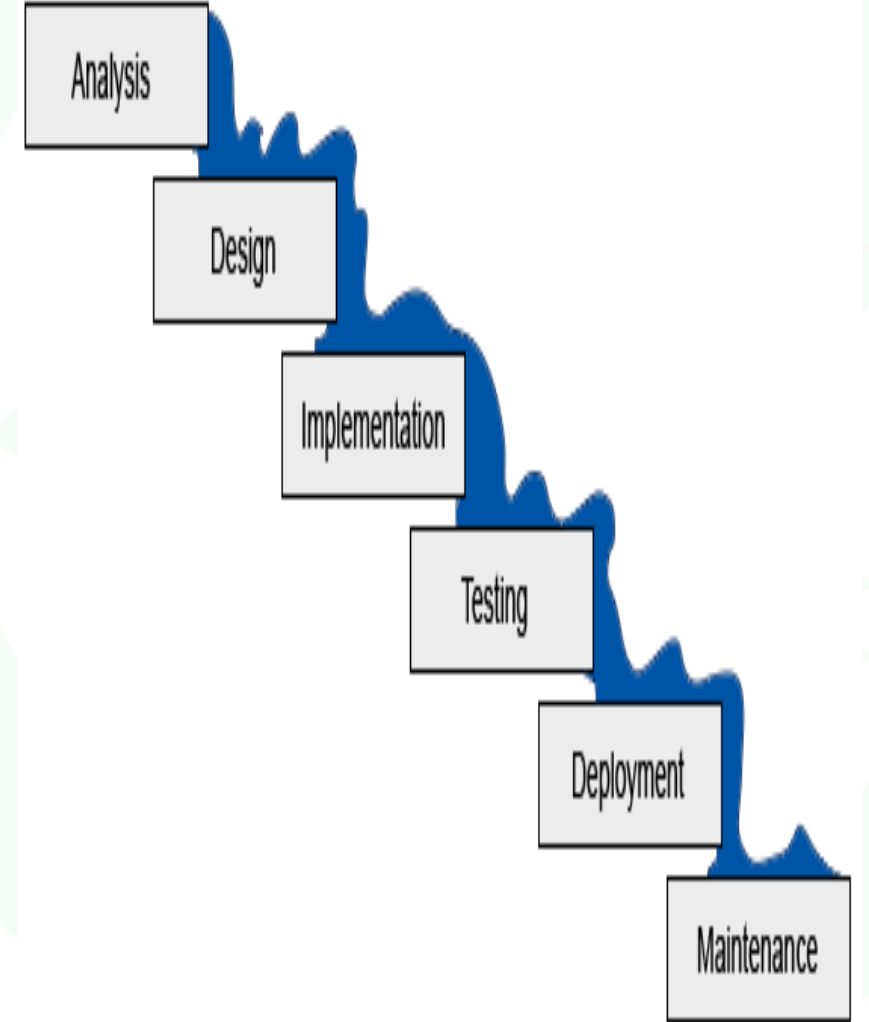 Analysis
Design
Implementation
Testing
Deployment
Maintenance